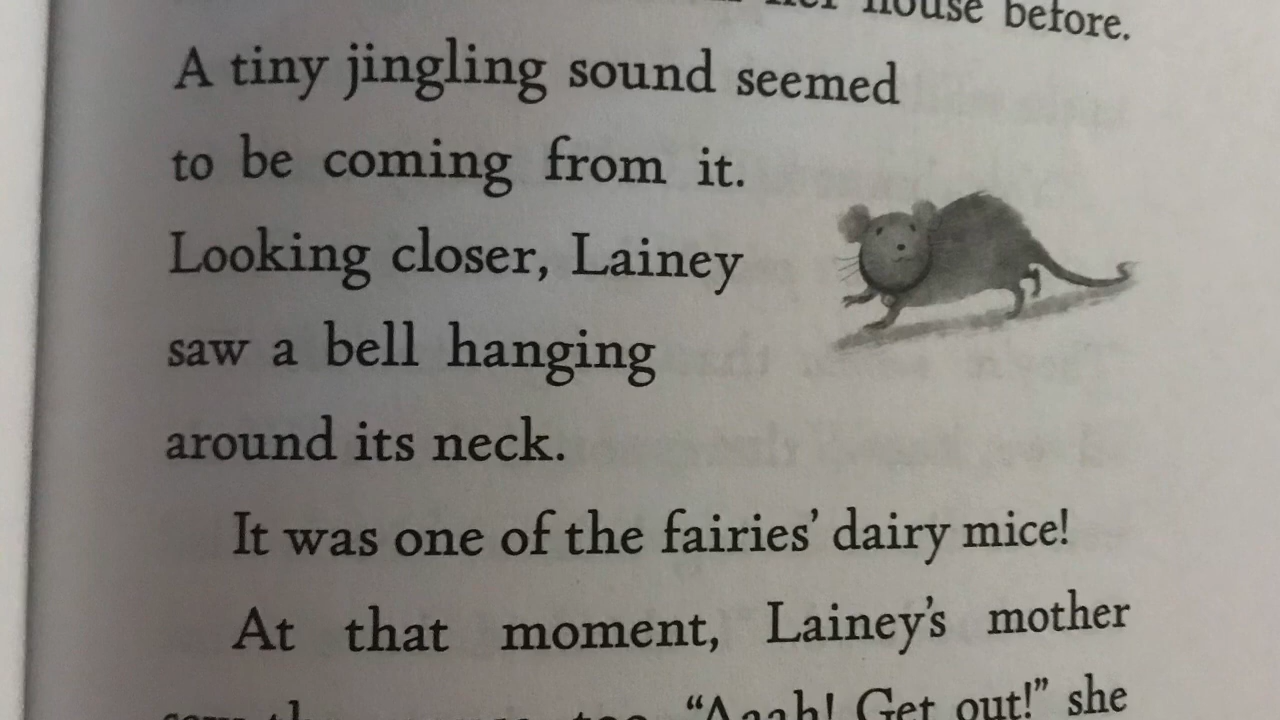 her house before.
A tiny jingling sound seemed
to be coming from it.
Looking closer, Lainey
saw a bell hanging
around its neck.
It was one of the fairies’ dairy mice!
At that moment, Lainey’s mother
“Aaah! Get out!” she